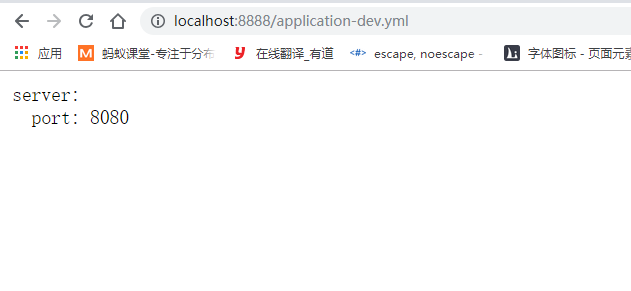 localhost:8888/application-dev.yml
应用 蚂蚁课堂-专注于分布 在线翻译_有道 escape, noescape - 字体图标 - 页面元素
server:
  port: 8080